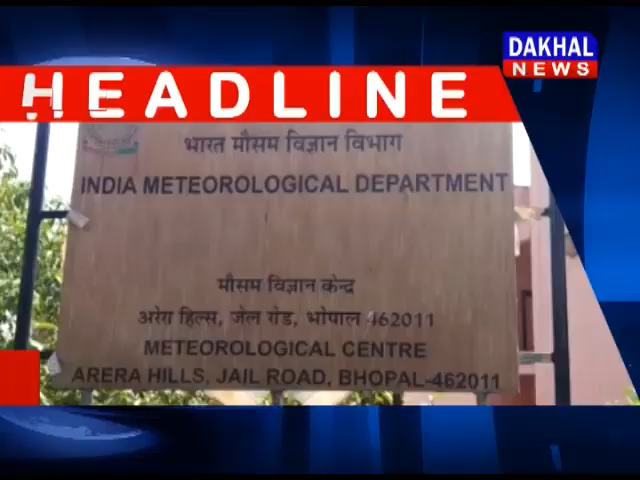 DAKHAL
NEWS
HEADLINE
भारत मौसम विज्ञान विभाग
INDIA METEOROLOGICAL DEPARTMENT
मौसम विज्ञान केन्द्र
अरेरा हिल्स, जेल रोड, भोपाल 462011
METEOROLOGICAL CENTRE
ARERA HILLS, JAIL ROAD, BHOPAL-462011